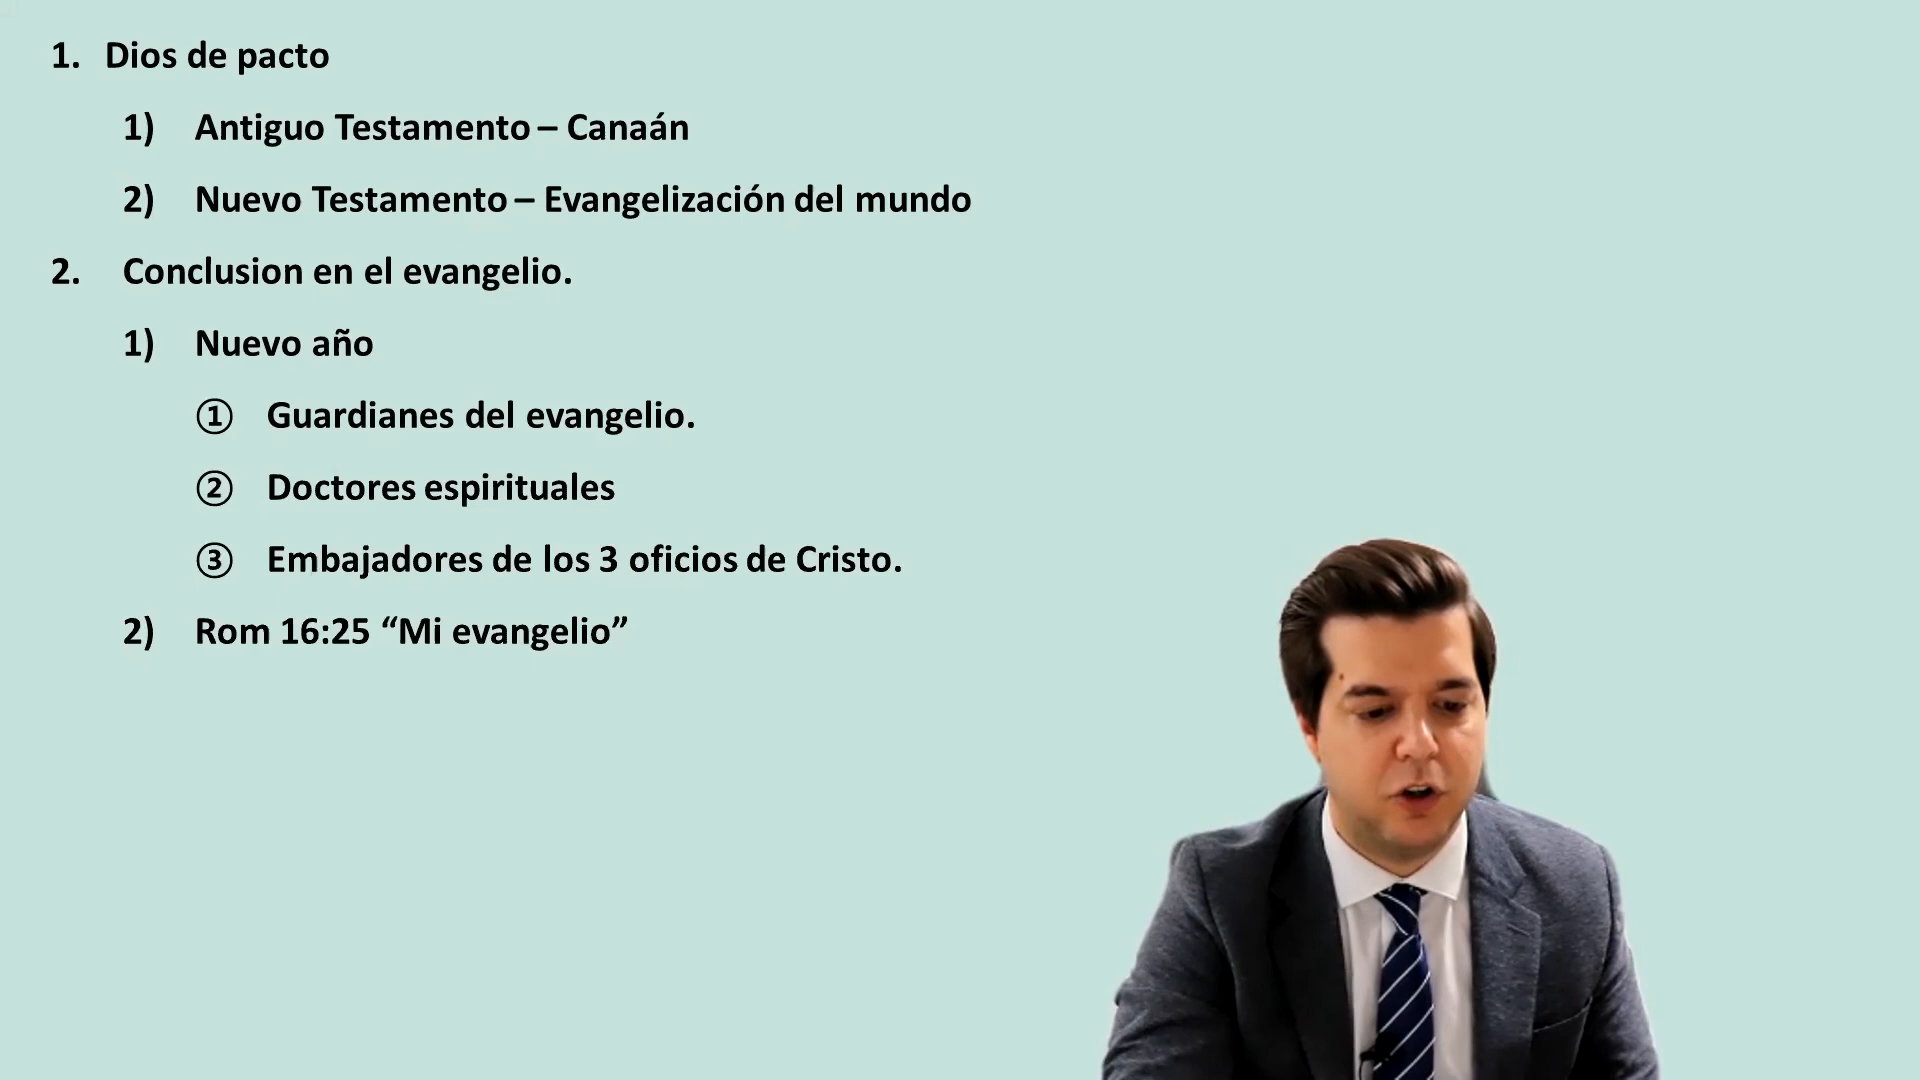 1. Dios de pacto
1) Antiguo Testamento – Canaán
2) Nuevo Testamento – Evangelización del mundo
2. Conclusion en el evangelio.
1) Nuevo año
① Guardianes del evangelio.
② Doctores espirituales
③ Embajadores de los 3 oficios de Cristo.
2) Rom 16:25 “Mi evangelio”